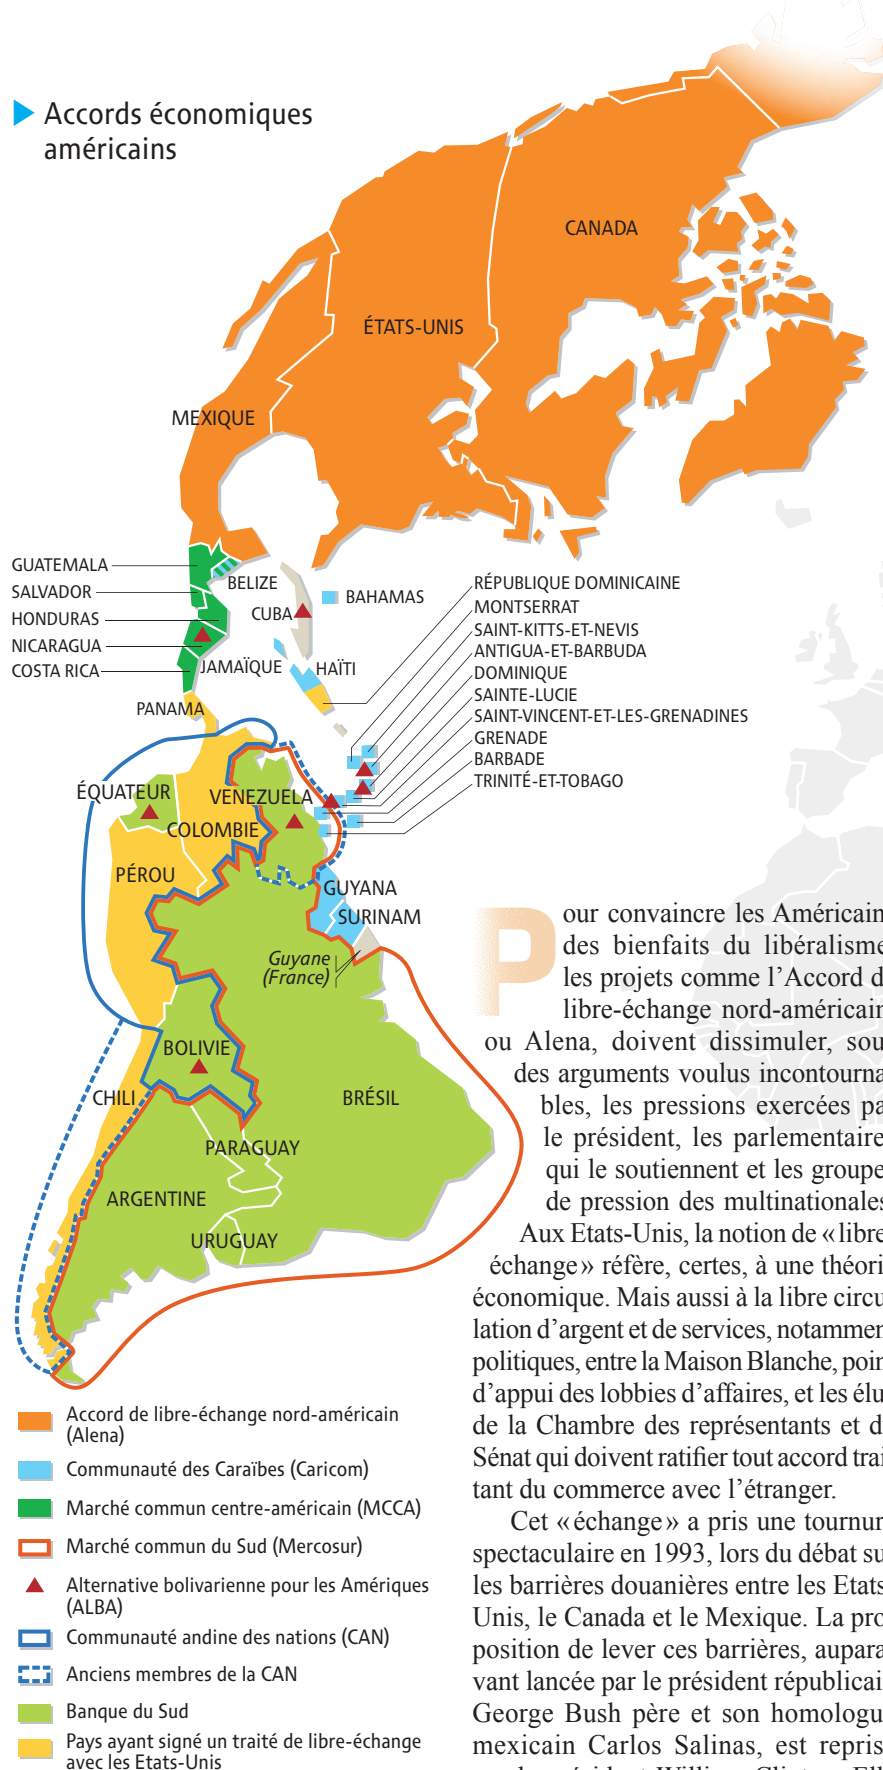 Accords économiques
américains
CANADA
ÉTATS-UNIS
MEXIQUE
GUATEMALA
SALVADOR
HONDURAS
NICARAGUA
COSTA RICA
BELIZE
CUBA
BAHAMAS
JAMAÏQUE
HAÏTI
PANAMA
RÉPUBLIQUE DOMINICAINE
MONTSERRAT
SAINT-KITTS-ET-NEVIS
ANTIGUA-ET-BARBUDA
DOMINIQUE
SAINTE-LUCIE
SAINT-VINCENT-ET-LES-GRENADINES
GRENADE
BARBADE
TRINITÉ-ET-TOBAGO
ÉQUATEUR
VENEZUELA
COLOMBIE
PÉROU
GUYANA
SURINAM
Guyane
(France)
BOLIVIE
CHILI
BRÉSIL
PARAGUAY
ARGENTINE
URUGUAY
Accord de libre-échange nord-américain
(Alena)
Communauté des Caraïbes (Caricom)
Marché commun centre-américain (MCCA)
Marché commun du Sud (Mercosur)
Alternative bolivarienne pour les Amériques
(ALBA)
Communauté andine des nations (CAN)
Anciens membres de la CAN
Banque du Sud
Pays ayant signé un traité de libre-échange
avec les Etats-Unis
Pour convaincre les Américain
des bienfaits du libéralisme
les projets comme l'Accord d
libre-échange nord-américain
ou Alena, doivent dissimuler, sou
des arguments voulus incontourna
bles, les pressions exercées pa
le président, les parlementaire
qui le soutiennent et les groupe
de pression des multinationales
Aux Etats-Unis, la notion de «libre
échange» réfère, certes, à une théori
économique. Mais aussi à la libre circu
lation d'argent et de services, notammen
politiques, entre la Maison Blanche, poin
d'appui des lobbies d'affaires, et les élu
de la Chambre des représentants et d
Sénat qui doivent ratifier tout accord trai
tant du commerce avec l'étranger.
Cet «échange» a pris une tournur
spectaculaire en 1993, lors du débat su
les barrières douanières entre les Etats
Unis, le Canada et le Mexique. La pro
position de lever ces barrières, aupara
vant lancée par le président républicai
George Bush père et son homologu
mexicain Carlos Salinas, est repris